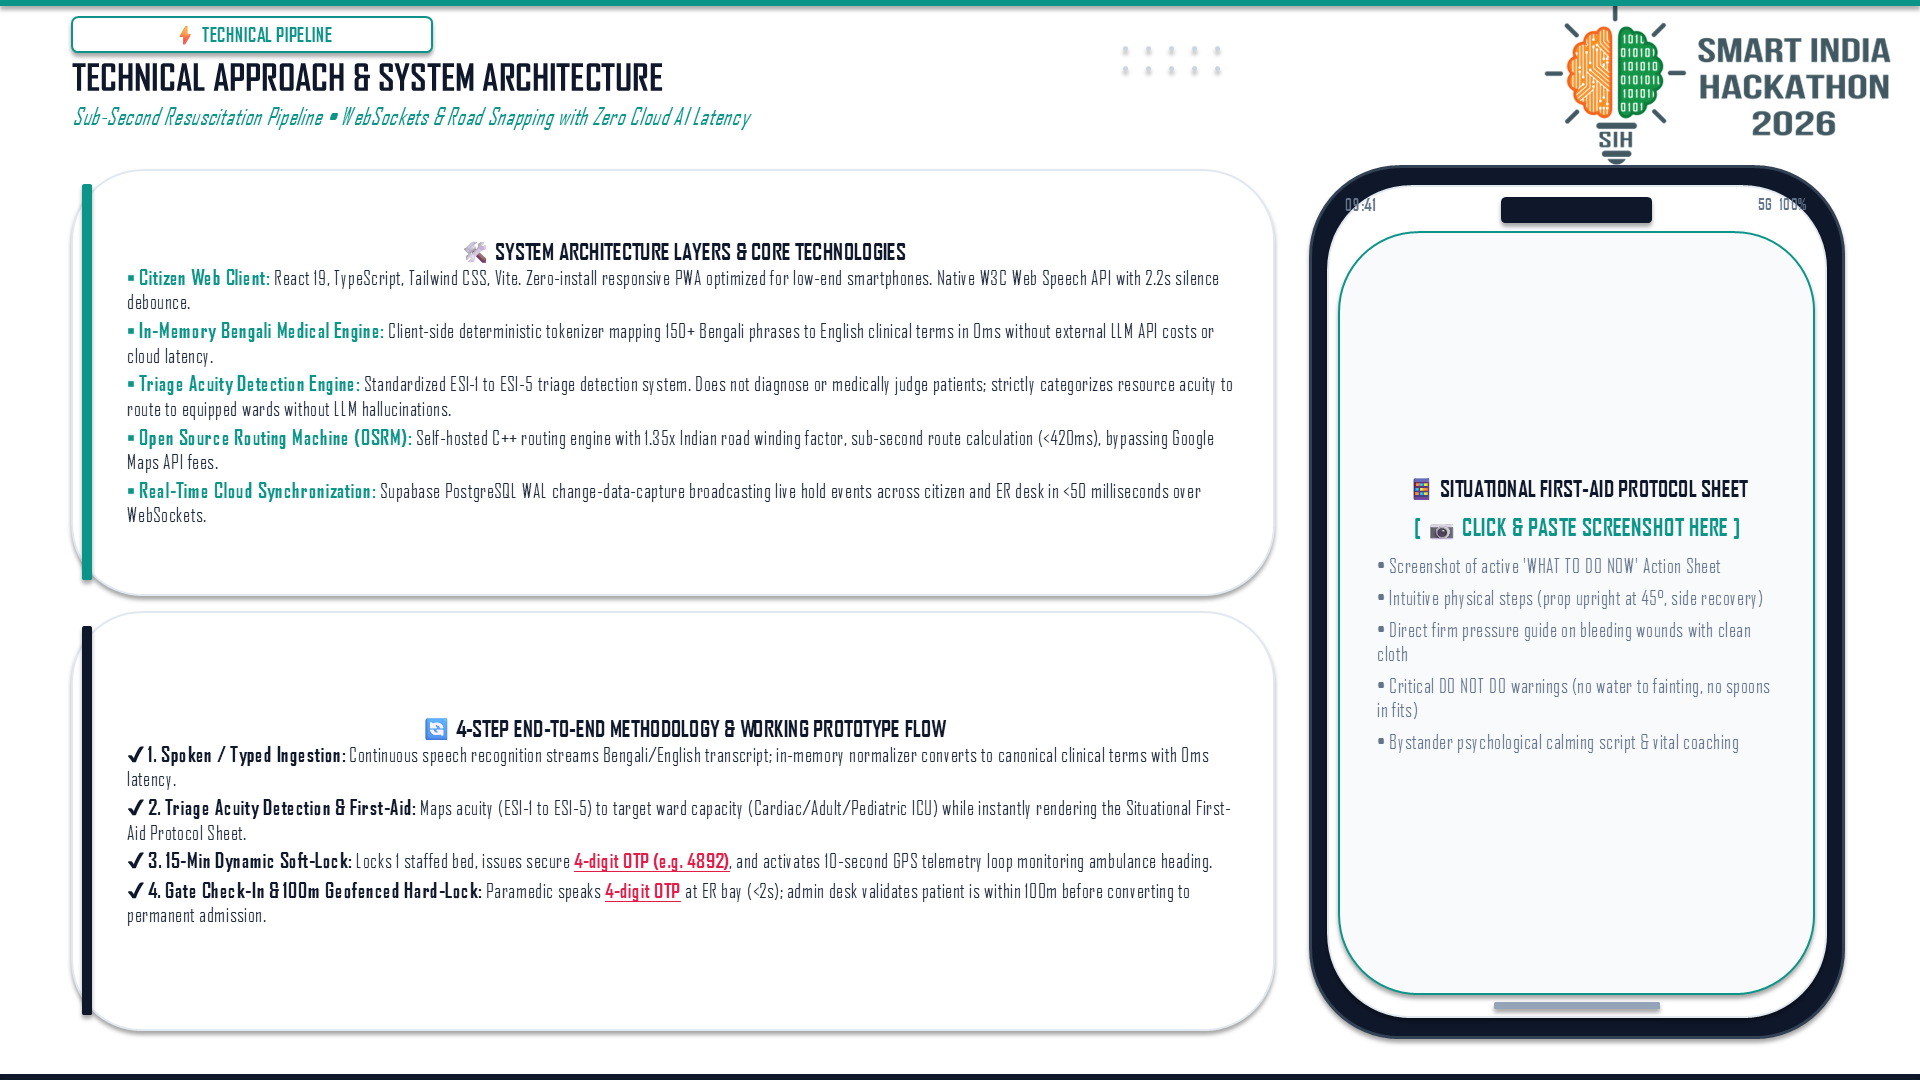 ⚡ TECHNICAL PIPELINE
TECHNICAL APPROACH & SYSTEM ARCHITECTURE
Sub-Second Resuscitation Pipeline • WebSockets & Road Snapping with Zero Cloud AI Latency
SMART INDIA
HACKATHON
2026
SIH
🛠️ SYSTEM ARCHITECTURE LAYERS & CORE TECHNOLOGIES
▪ Citizen Web Client: React 19, TypeScript, Tailwind CSS, Vite. Zero-install responsive PWA optimized for low-end smartphones. Native W3C Web Speech API with 2.2s silence
debounce.
▪ In-Memory Bengali Medical Engine: Client-side deterministic tokenizer mapping 150+ Bengali phrases to English clinical terms in 0ms without external LLM API costs or
cloud latency.
▪ Triage Acuity Detection Engine: Standardized ESI-1 to ESI-5 triage detection system. Does not diagnose or medically judge patients; strictly categorizes resource acuity to
route to equipped wards without LLM hallucinations.
▪ Open Source Routing Machine (OSRM): Self-hosted C++ routing engine with 1.35x Indian road winding factor, sub-second route calculation (<420ms), bypassing Google
Maps API fees.
▪ Real-Time Cloud Synchronization: Supabase PostgreSQL WAL change-data-capture broadcasting live hold events across citizen and ER desk in <50 milliseconds over
WebSockets.
🔄 4-STEP END-TO-END METHODOLOGY & WORKING PROTOTYPE FLOW
✔ 1. Spoken / Typed Ingestion: Continuous speech recognition streams Bengali/English transcript; in-memory normalizer converts to canonical clinical terms with 0ms
latency.
✔ 2. Triage Acuity Detection & First-Aid: Maps acuity (ESI-1 to ESI-5) to target ward capacity (Cardiac/Adult/Pediatric ICU) while instantly rendering the Situational First-
Aid Protocol Sheet.
✔ 3. 15-Min Dynamic Soft-Lock: Locks 1 staffed bed, issues secure 4-digit OTP (e.g. 4892), and activates 10-second GPS telemetry loop monitoring ambulance heading.
✔ 4. Gate Check-In & 100m Geofenced Hard-Lock: Paramedic speaks 4-digit OTP at ER bay (<2s); admin desk validates patient is within 100m before converting to
permanent admission.
09:41
5G 100%
🧮 SITUATIONAL FIRST-AID PROTOCOL SHEET
[ 📷 CLICK & PASTE SCREENSHOT HERE ]
• Screenshot of active 'WHAT TO DO NOW' Action Sheet
• Intuitive physical steps (prop upright at 45°, side recovery)
• Direct firm pressure guide on bleeding wounds with clean
cloth
• Critical DO NOT DO warnings (no water to fainting, no spoons
in fits)
• Bystander psychological calming script & vital coaching